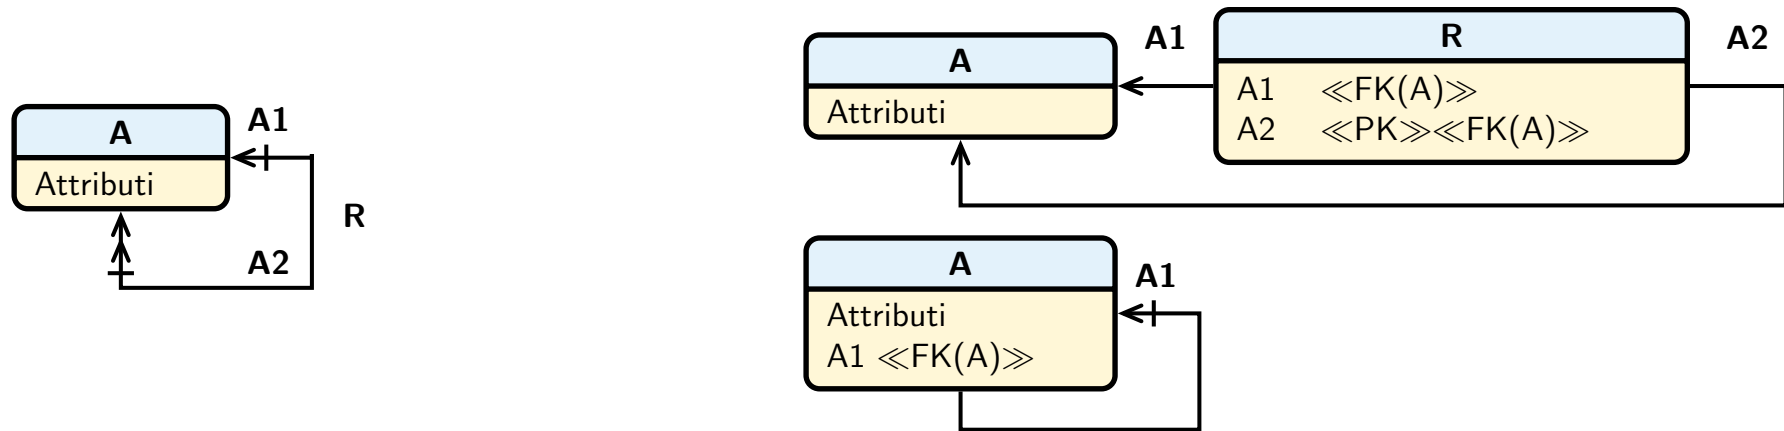 A
Attributi
A1
R
A2
A
Attributi
A1
R
A1 ≪FK(A)≫
A2 ≪PK≫≪FK(A)≫
A2
A
Attributi
A1 ≪FK(A)≫
A1